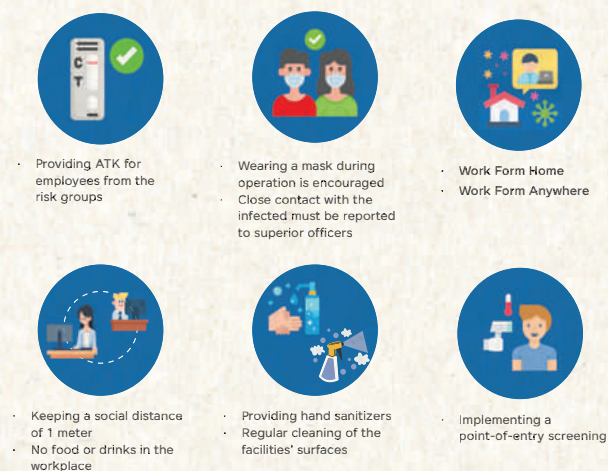 C
T
· Providing ATK for
employees from the
risk groups
· Wearing a mask during
operation is encouraged
· Close contact with the
infected must be reported
to superior officers
· Work Form Home
· Work Form Anywhere
· Keeping a social distance
of 1 meter
· No food or drinks in the
workplace
· Providing hand sanitizers
· Regular cleaning of the
facilities' surfaces
· Implementing a
point-of-entry screening